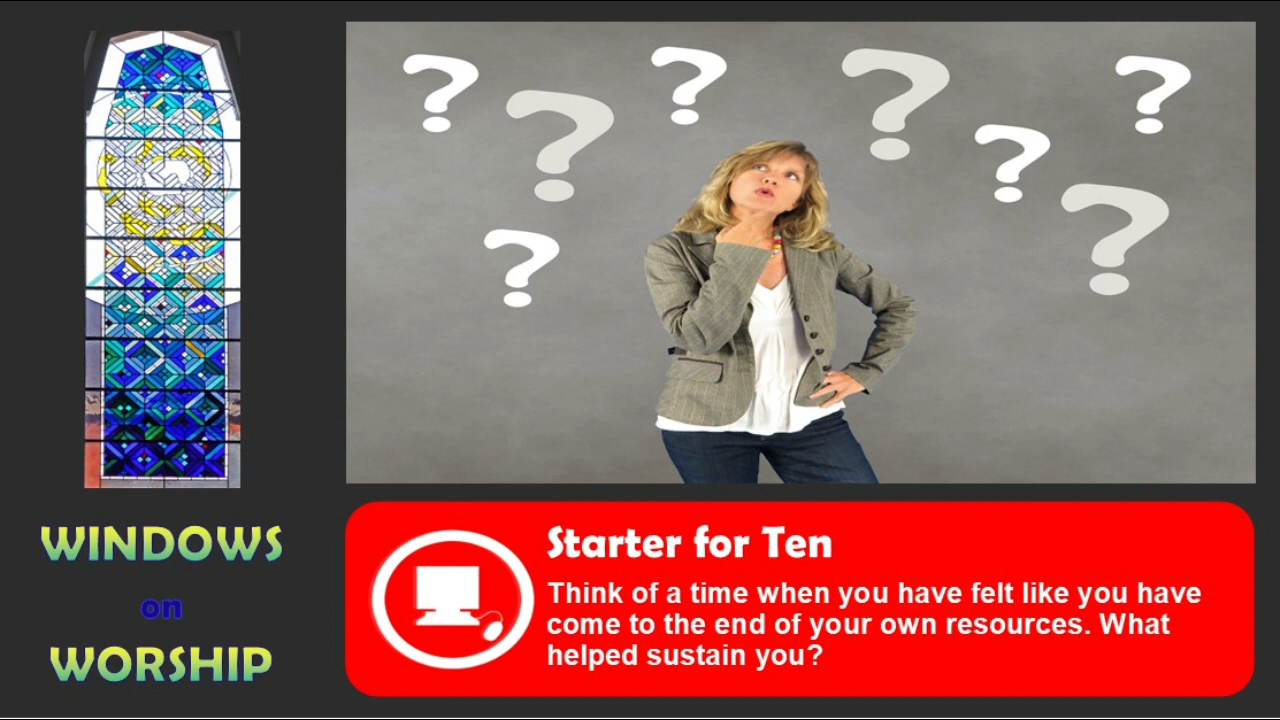 WINDOWS
on
WORSHIP
? ? ? ? ? ? ? ?
Starter for Ten
Think of a time when you have felt like you have
come to the end of your own resources. What
helped sustain you?